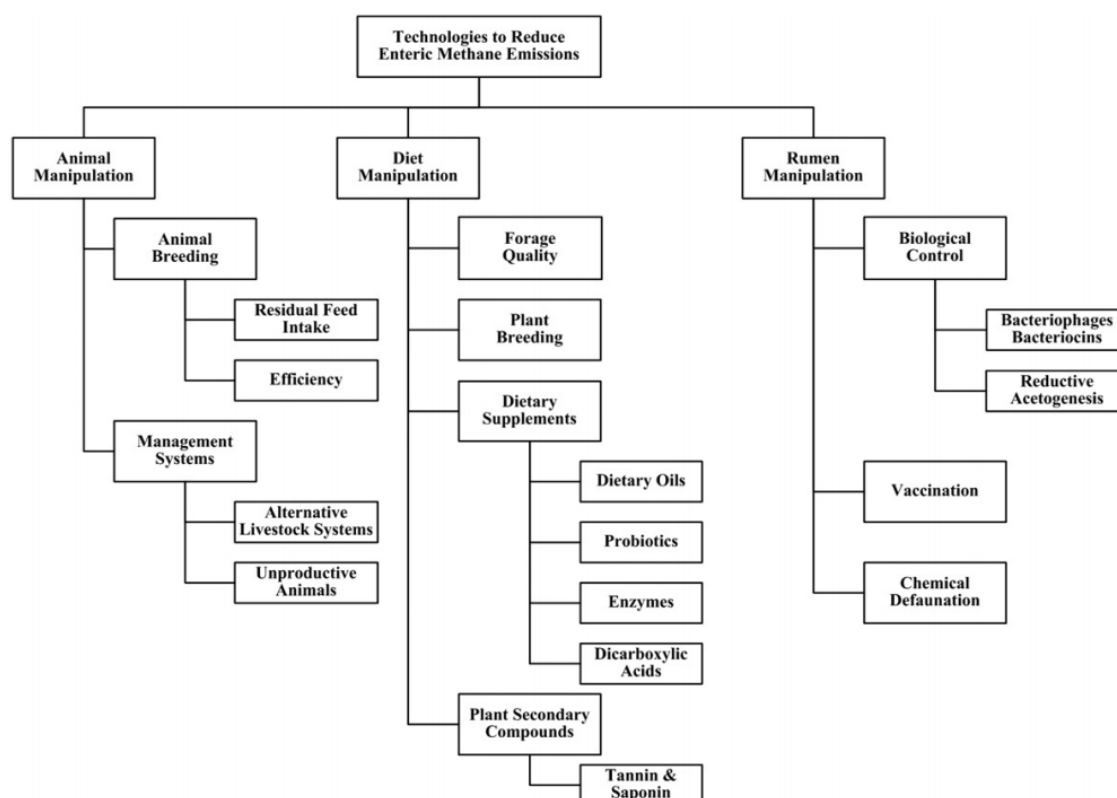 Technologies to Reduce
Enteric Methane Emissions
Animal
Manipulation
Animal
Breeding
Residual Feed
Intake
Efficiency
Management
Systems
Alternative
Livestock Systems
Unproductive
Animals
Diet
Manipulation
Forage
Quality
Plant
Breeding
Dietary
Supplements
Dietary Oils
Probiotics
Enzymes
Dicarboxylic
Acids
Plant Secondary
Compounds
Tannin &
Saponin
Rumen
Manipulation
Biological
Control
Bacteriophages
Bacteriocins
Reductive
Acetogenesis
Vaccination
Chemical
Defaunation